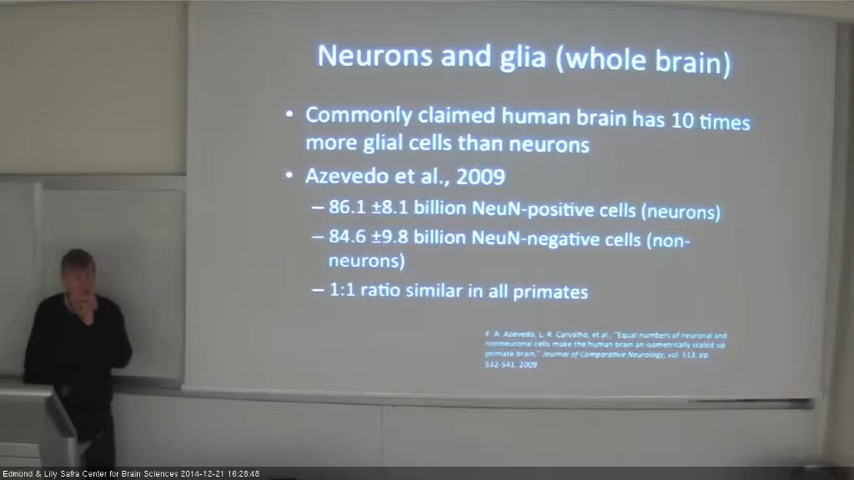 Neurons and glia (whole brain)
• Commonly claimed human brain has 10 times
more glial cells than neurons
• Azevedo et al., 2009
– 86.1 ±8.1 billion NeuN-positive cells (neurons)
– 84.6 ±9.8 billion NeuN-negative cells (non-
neurons)
– 1:1 ratio similar in all primates
F. A. Azevedo, L. R. Carvalho, et al., "Equal numbers of neuronal and
nonneuronal cells make the human brain an isometrically scaled up
primate brain," Journal of Comparative Neurology, vol. 513, pp.
532-541, 2009
Edmond & Lily Safra Center for Brain Sciences 2014-12-21 16:28:48